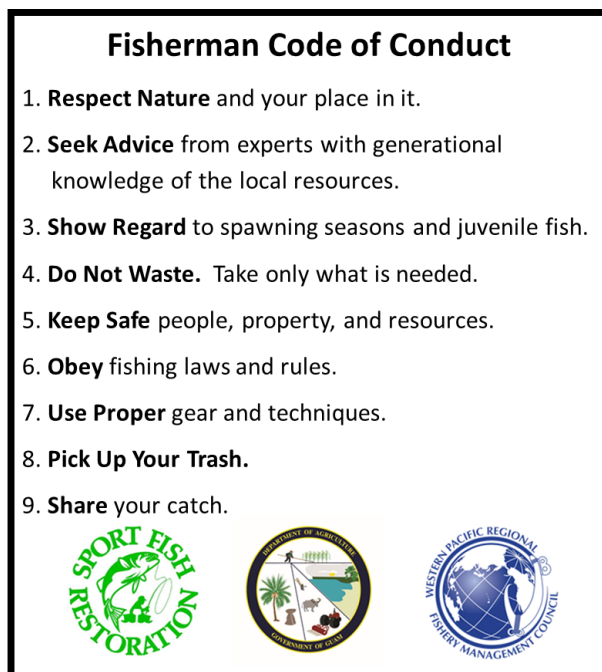 Fisherman Code of Conduct
1. Respect Nature and your place in it.
2. Seek Advice from experts with generational
knowledge of the local resources.
3. Show Regard to spawning seasons and juvenile fish.
4. Do Not Waste. Take only what is needed.
5. Keep Safe people, property, and resources.
6. Obey fishing laws and rules.
7. Use Proper gear and techniques.
8. Pick Up Your Trash.
9. Share your catch.
SPORT FISH
RESTORATION
DEPARTMENT OF AGRICULTURE
GOVERNMENT OF GUAM
WESTERN PACIFIC REGIONAL
FISHERY MANAGEMENT COUNCIL